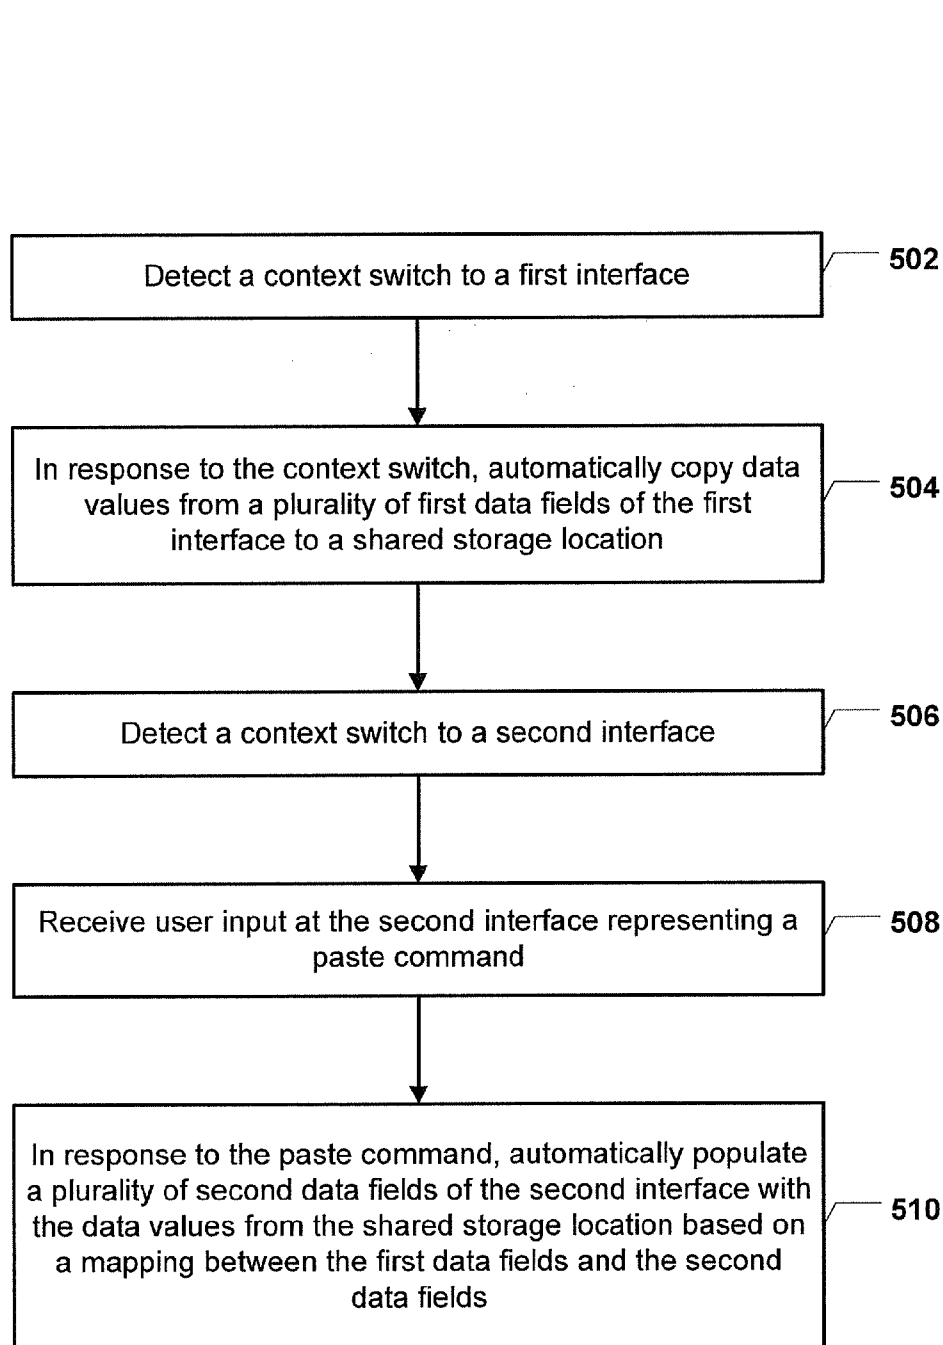 Detect a context switch to a first interface
502
In response to the context switch, automatically copy data
values from a plurality of first data fields of the first
interface to a shared storage location
504
Detect a context switch to a second interface
506
Receive user input at the second interface representing a
paste command
508
In response to the paste command, automatically populate
a plurality of second data fields of the second interface with
the data values from the shared storage location based on
a mapping between the first data fields and the second
data fields
510